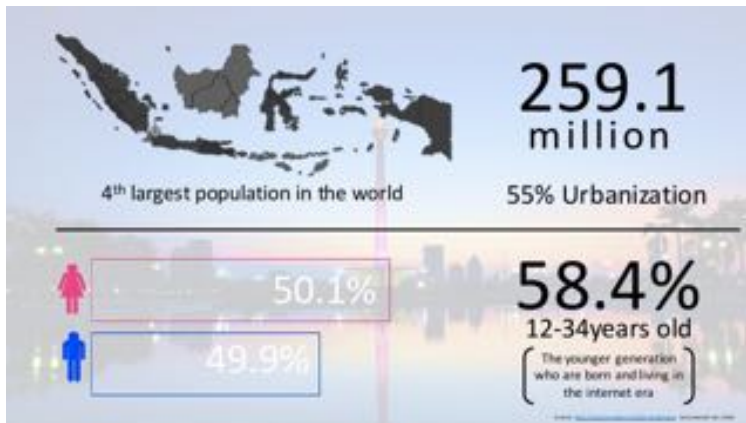 259.1
million
4th largest population in the world
55% Urbanization
50.1%
49.9%
58.4%
12-34years old
The younger generation
who are born and living in
the internet era